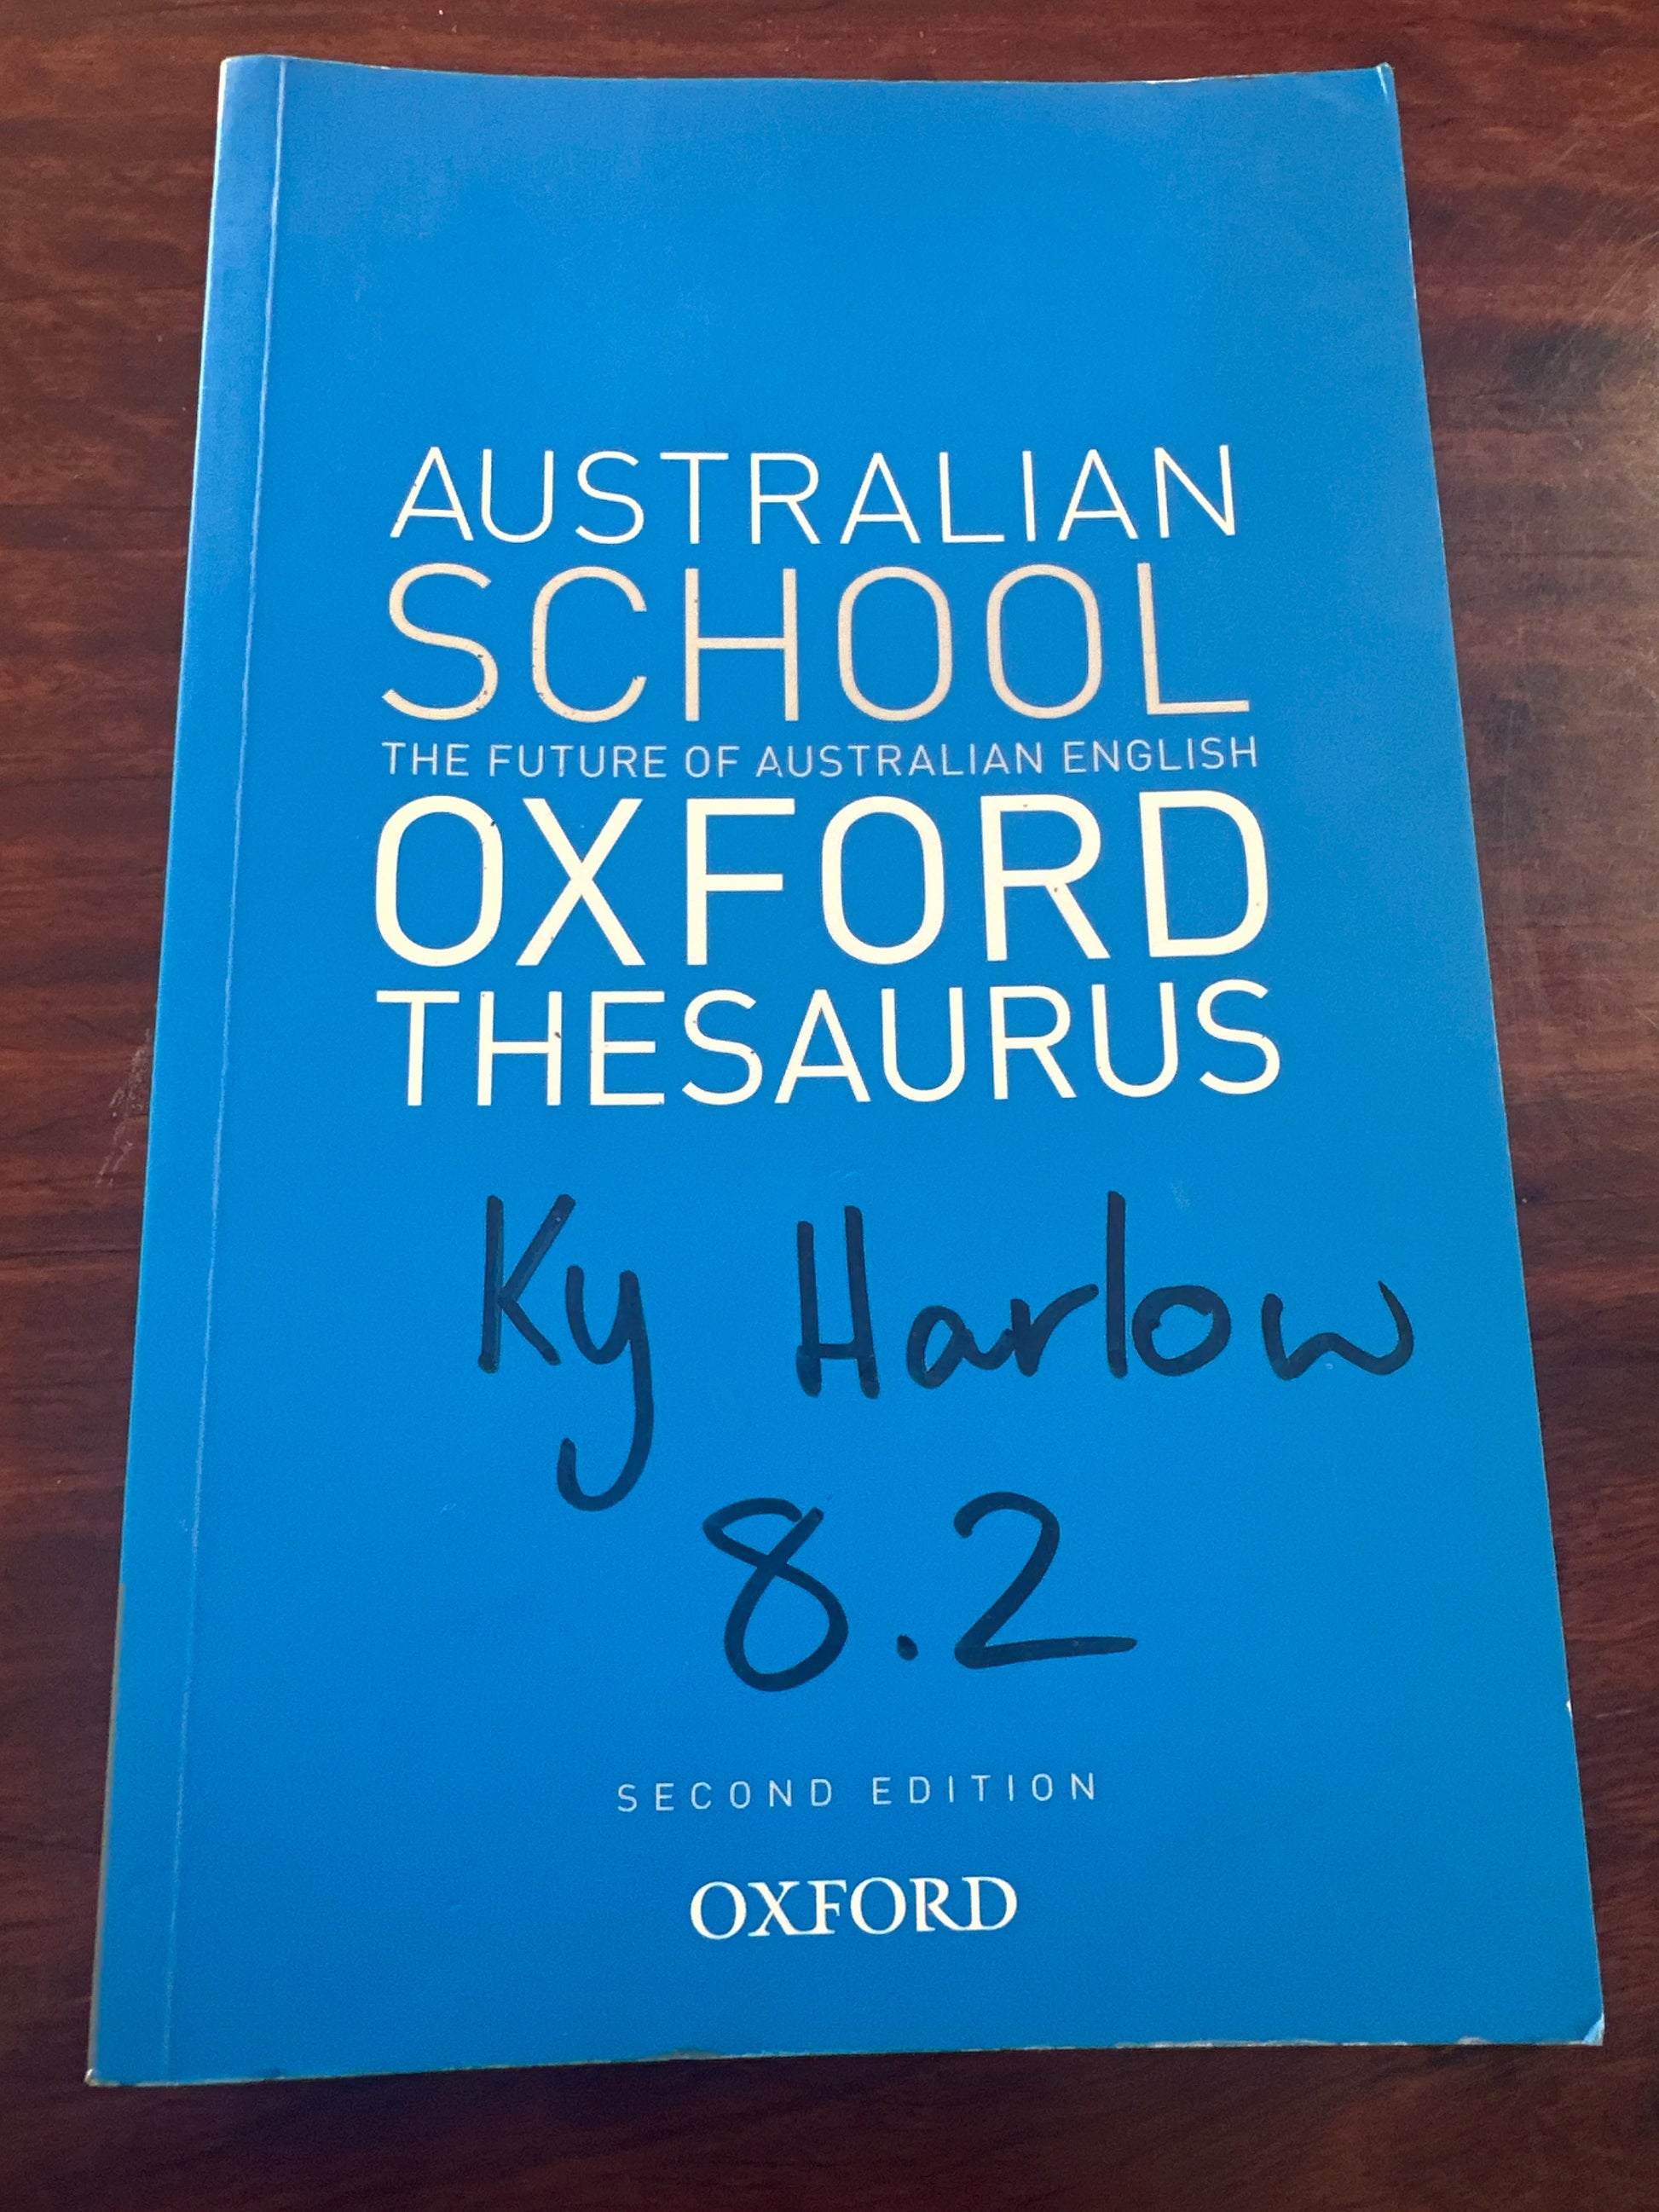 AUSTRALIAN
SCHOOL
THE FUTURE OF AUSTRALIAN ENGLISH
OXFORD
THESAURUS
Ky Harlow
8.2
SECOND EDITION
OXFORD